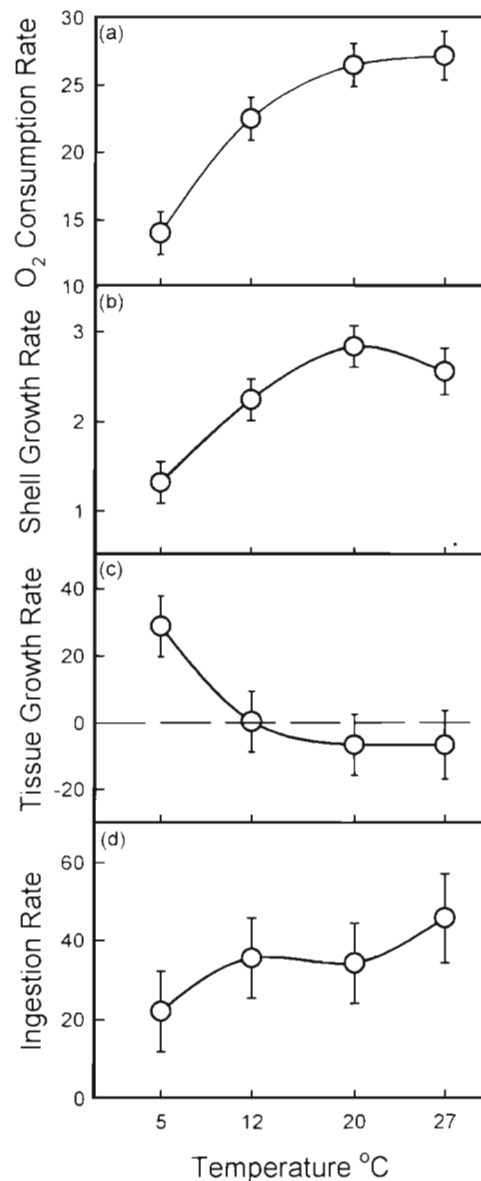 (a)
O2 Consumption Rate
30
25
20
15
10
(b)
Shell Growth Rate
3
2
1
(c)
Tissue Growth Rate
40
20
0
-20
(d)
Ingestion Rate
60
40
20
0
5 12 20 27
Temperature °C